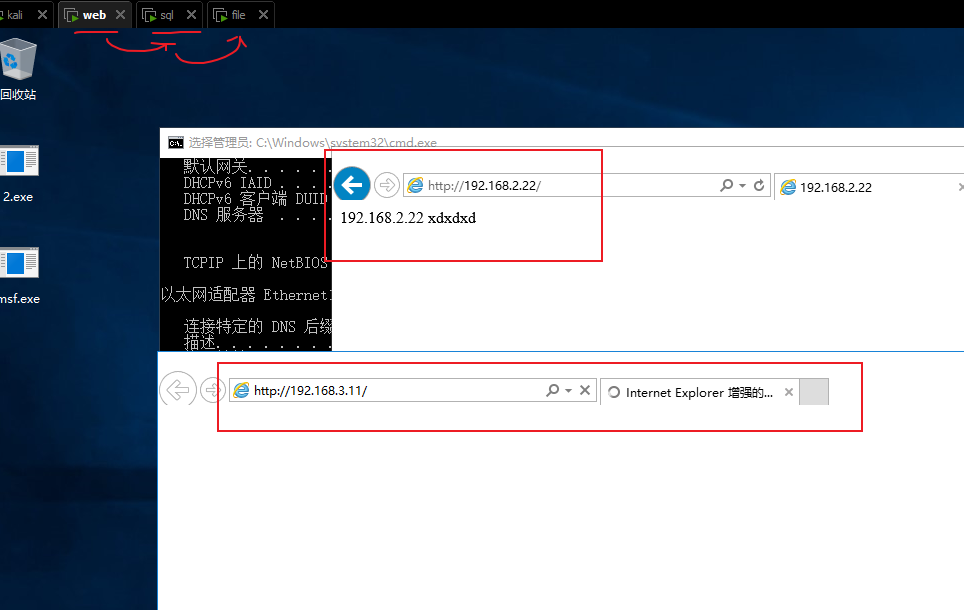 kali
web
sql
file
回收站
2.exe
msf.exe
选择管理员: C:\Windows\system32\cmd.exe
默认网关. . . . . .
DHCPv6 IAID . . . .
DHCPv6 客户端 DUID
DNS 服务器 . . . .
TCPIP 上的 NetBIOS
以太网适配器 Ethernet1
连接特定的 DNS 后缀
描述. . . . . . . .
http://192.168.2.22/
192.168.2.22
192.168.2.22 xdxdxd
http://192.168.3.11/
Internet Explorer 增强的...